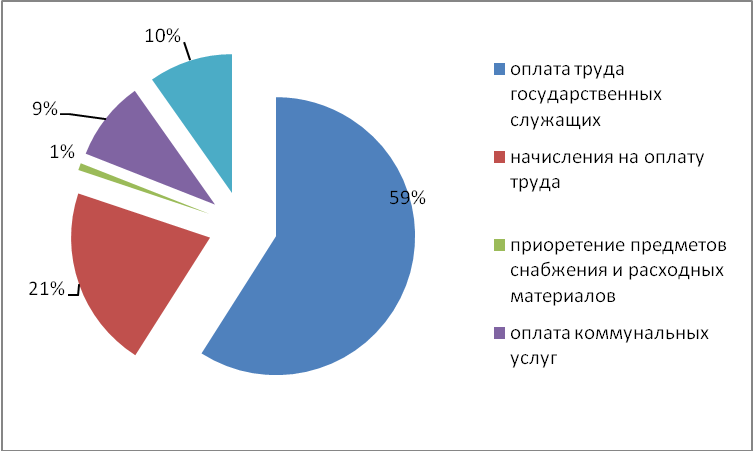 10%
9%
1%
21%
59%
оплата труда
государственных
служащих
начисления на оплату
труда
приоретение предметов
снабжения и расходных
материалов
оплата коммунальных
услуг